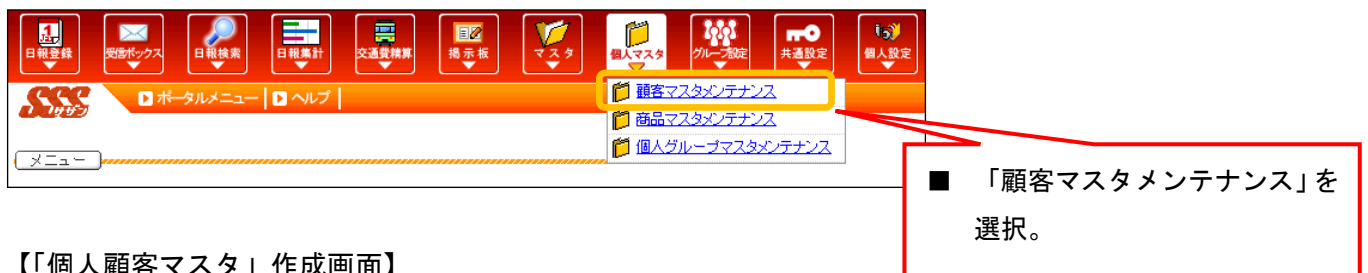 日報登録 受信ボックス 日報検索 日報集計 交通費精算 掲示板 マスタ 個人マスタ グループ設定 共通設定 個人設定
SSS サザン ポータルメニュー ヘルプ 顧客マスタメンテナンス
商品マスタメンテナンス
メニュー 個人グループマスタメンテナンス
■ 「顧客マスタメンテナンス」を
選択。
【「個人顧客マスタ」作成画面】